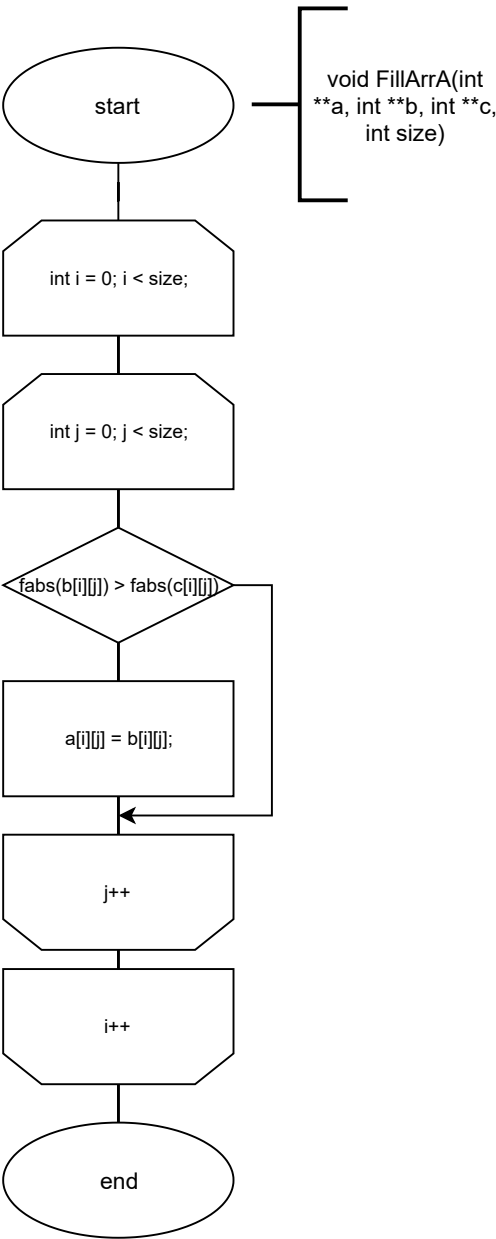 start
void FillArrA(int
**a, int **b, int **c,
int size)
int i = 0; i < size;
int j = 0; j < size;
fabs(b[i][j]) > fabs(c[i][j])
a[i][j] = b[i][j];
j++
i++
end